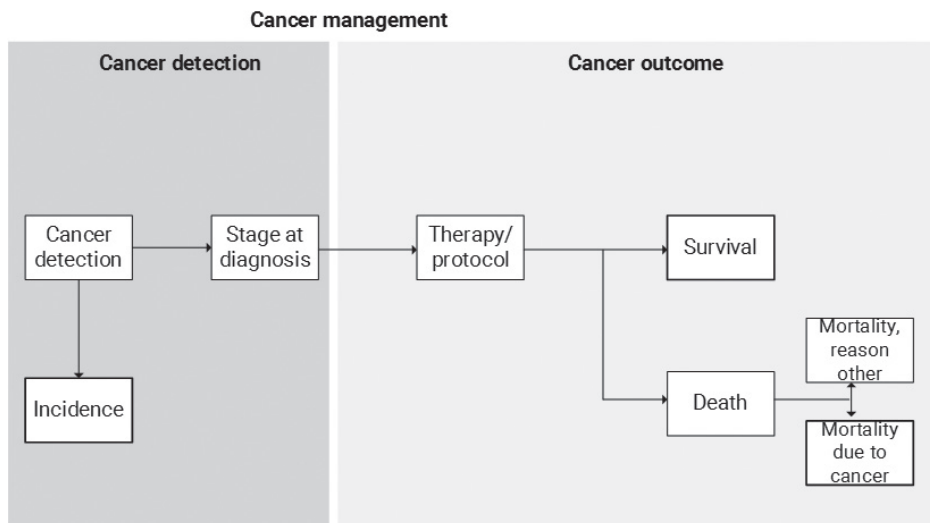 Cancer management
Cancer detection
Cancer outcome
Cancer
detection
Stage at
diagnosis
Therapy/
protocol
Survival
Incidence
Death
Mortality,
reason
other
Mortality
due to
cancer